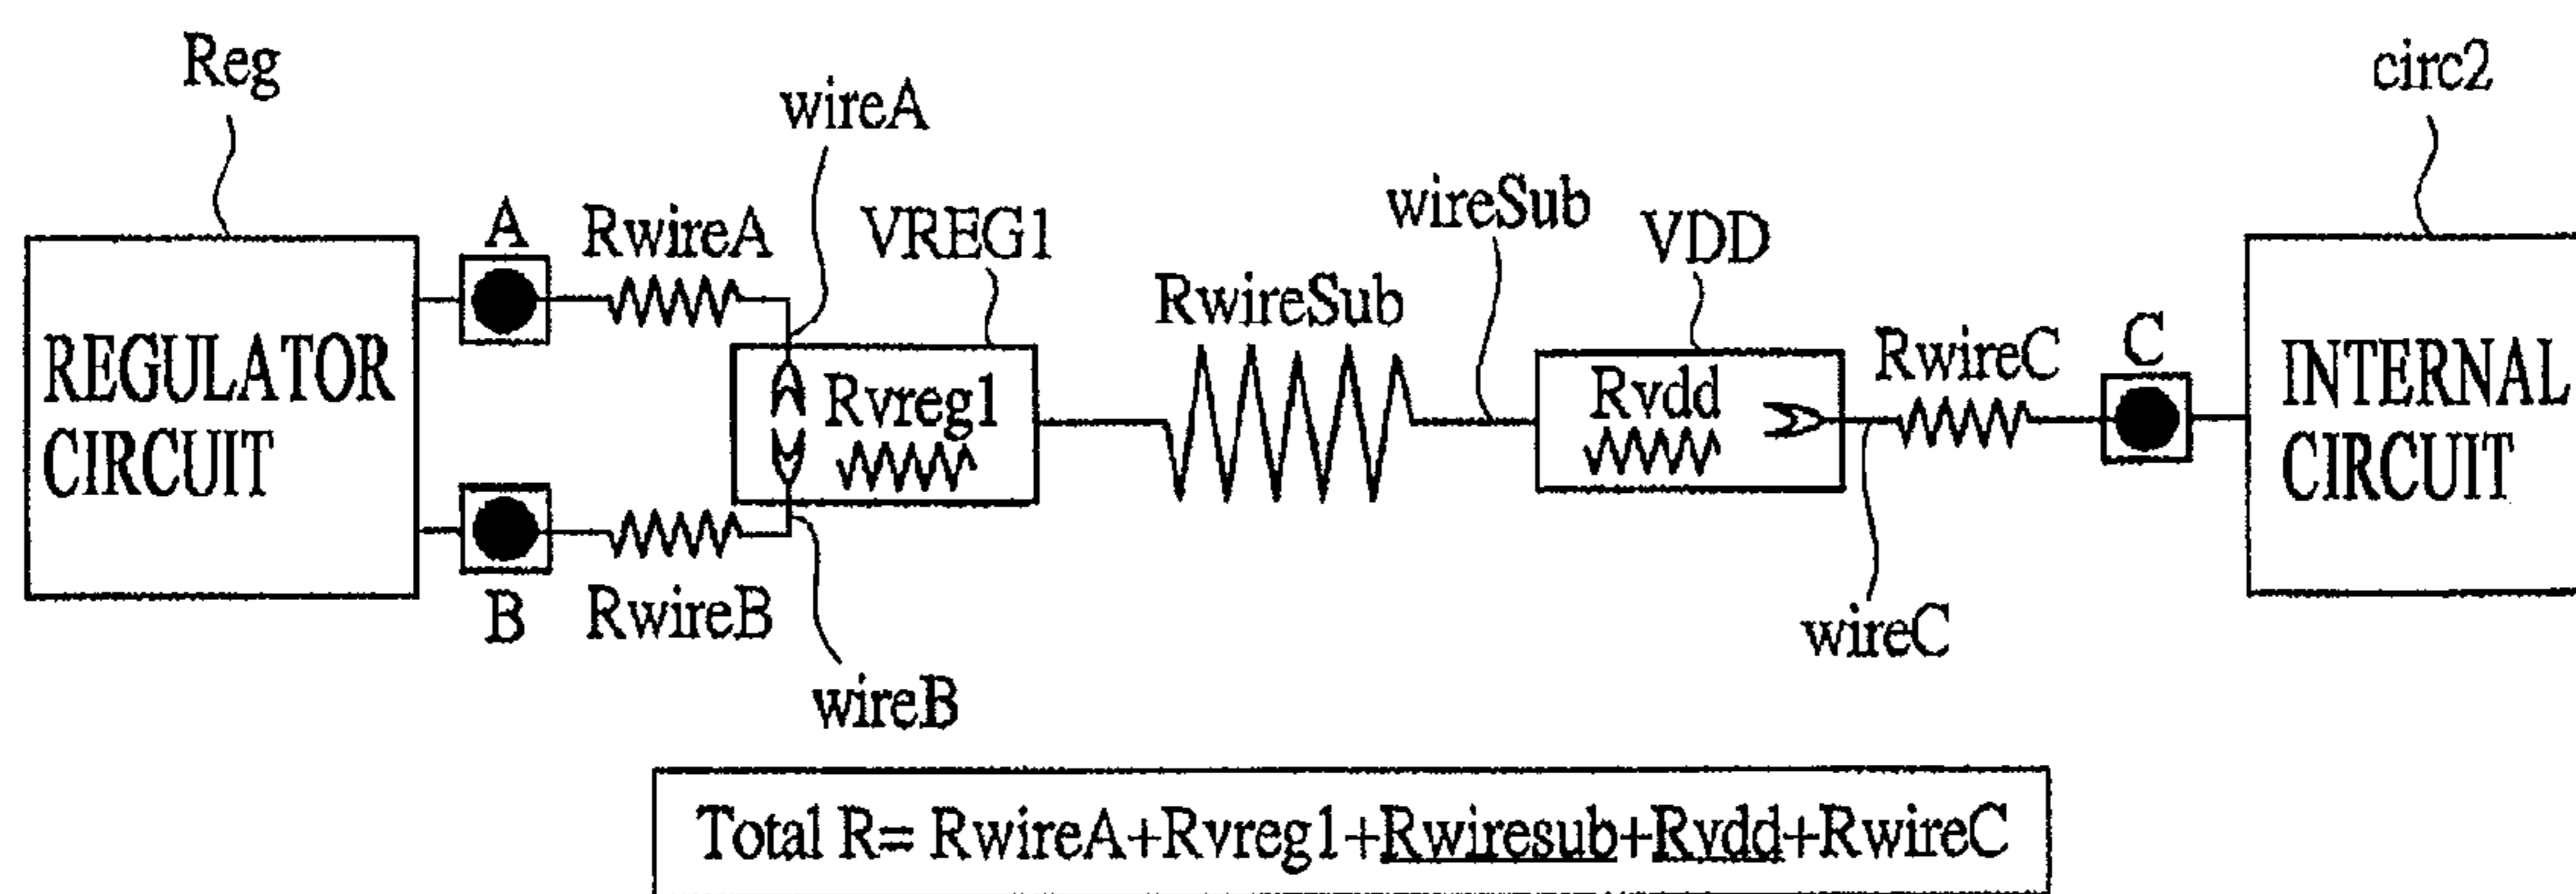 Reg
circ2
wireA
wireSub
A
RwireA
VREG1
VDD
RwireSub
C
RwireC
REGULATOR
CIRCUIT
Rvreg1
Rvdd
INTERNAL
CIRCUIT
B
RwireB
wireC
wireB
Total R= RwireA+Rvreg1+Rwiresub+Rvdd+RwireC